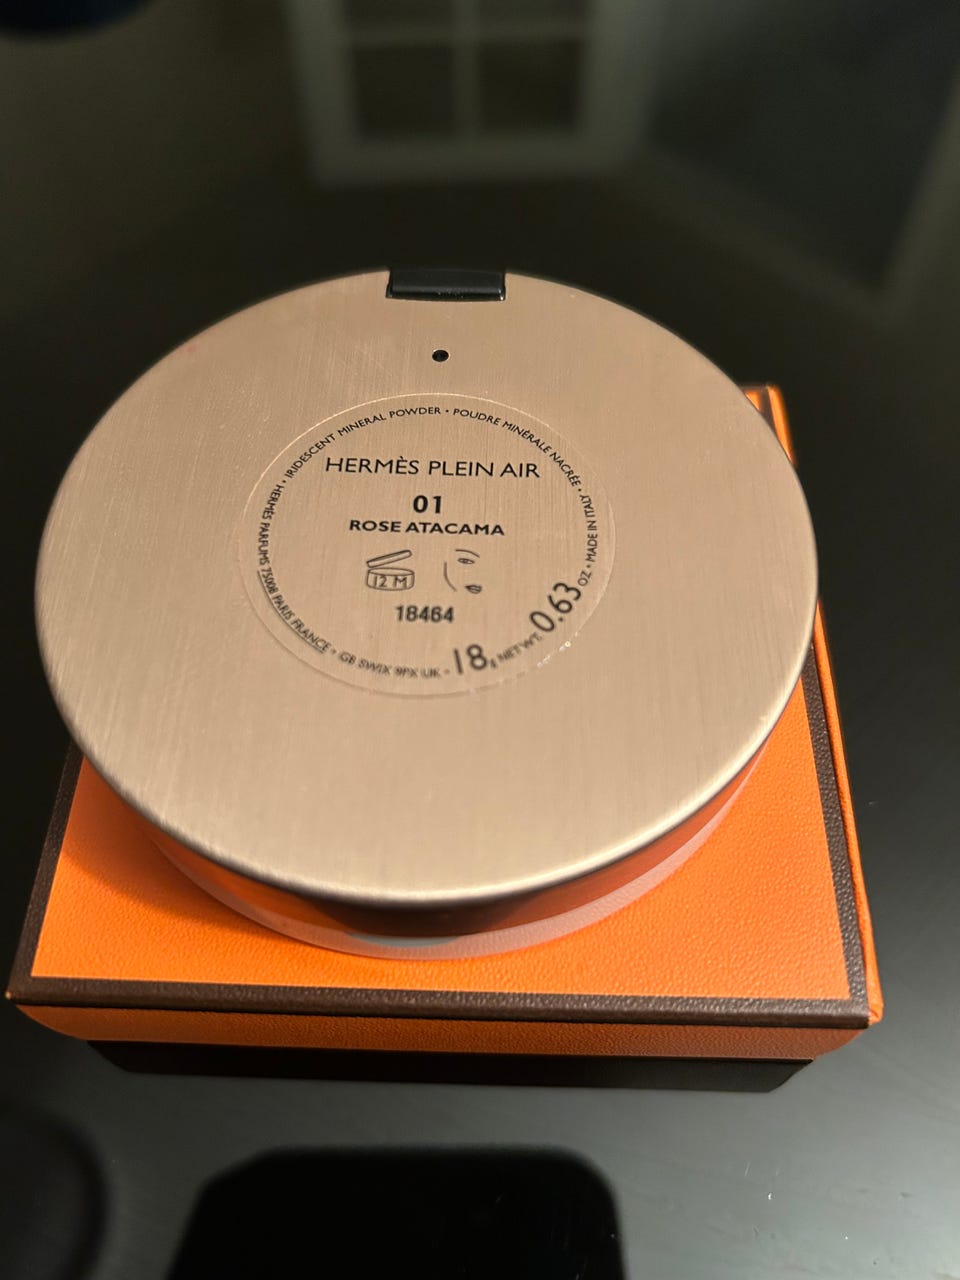 HERMÈS PARFUMS 75008 PARIS FRANCE • GB SW1X 9PX UK - 18g NET WT. 0.63 OZ • MADE IN ITALY • IRIDESCENT MINERAL POWDER • POUDRE MINÉRALE NACRÉE •
HERMÈS PLEIN AIR
01
ROSE ATACAMA
12 M
18464